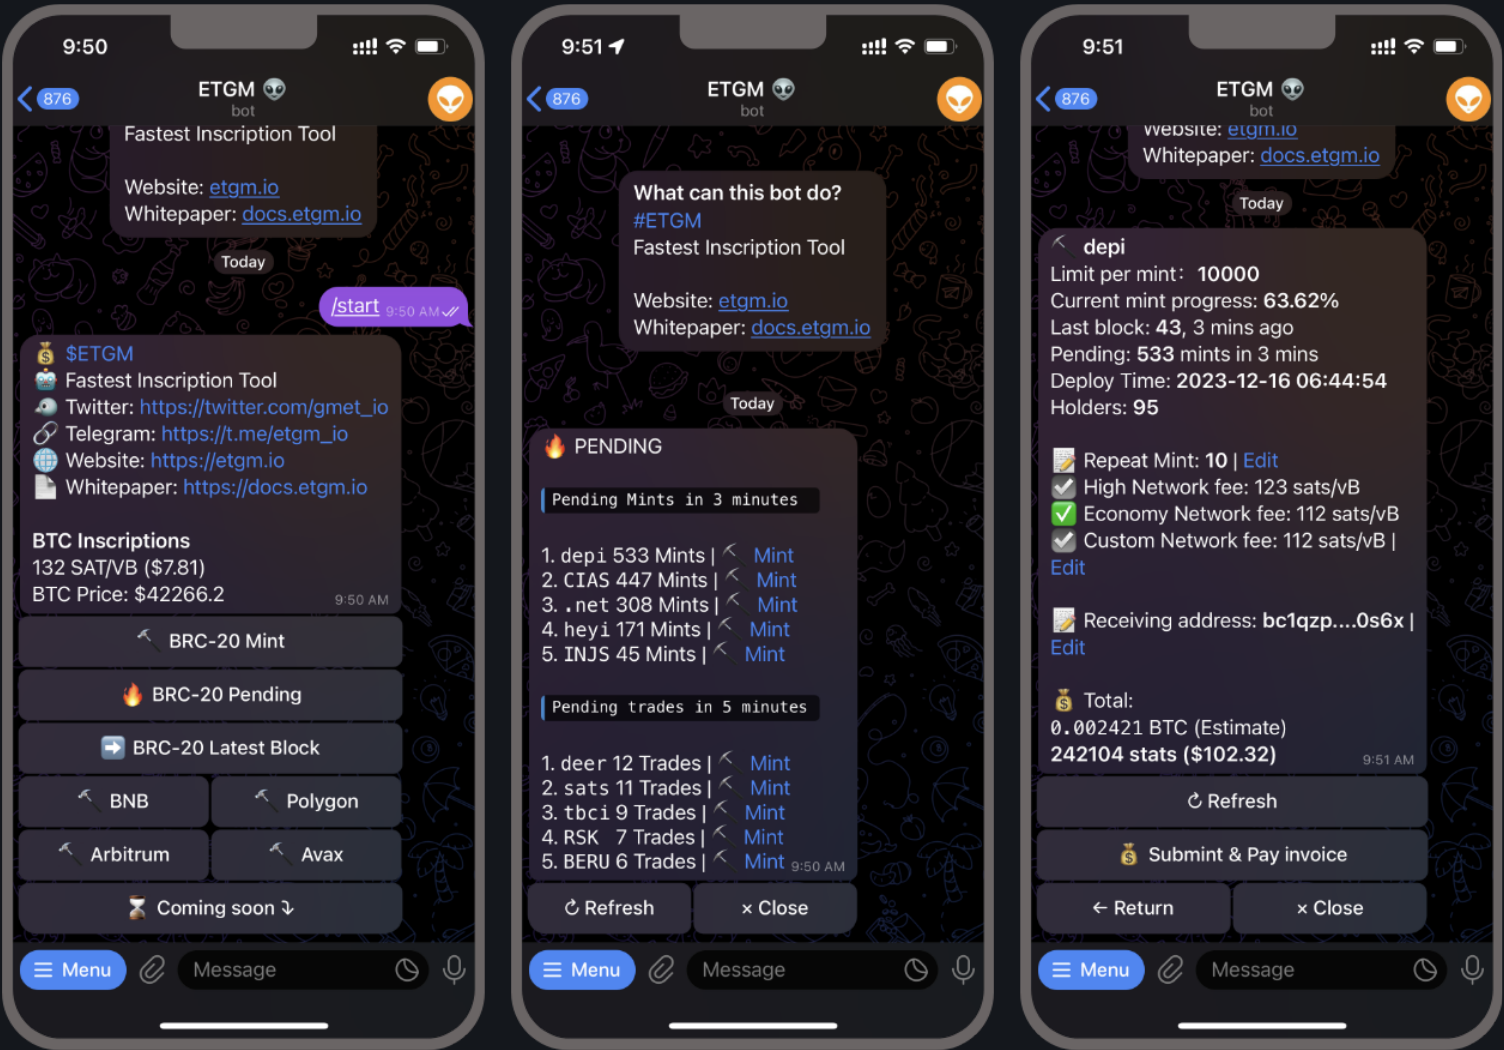 9:50
876
ETGM
bot
Fastest Inscription Tool
Website: etgm.io
Whitepaper: docs.etgm.io
Today
/start 9:50 AM
$ETGM
Fastest Inscription Tool
Twitter: https://twitter.com/gmet_io
Telegram: https://t.me/etgm_io
Website: https://etgm.io
Whitepaper: https://docs.etgm.io
BTC Inscriptions
132 SAT/VB ($7.81)
BTC Price: $42266.2
9:50 AM
BRC-20 Mint
BRC-20 Pending
BRC-20 Latest Block
BNB
Polygon
Arbitrum
Avax
Coming soon
Menu
Message
9:51
876
ETGM
bot
What can this bot do?
#ETGM
Fastest Inscription Tool
Website: etgm.io
Whitepaper: docs.etgm.io
Today
PENDING
Pending Mints in 3 minutes
1. depi 533 Mints | Mint
2. CIAS 447 Mints | Mint
3. .net 308 Mints | Mint
4. heyi 171 Mints | Mint
5. INJS 45 Mints | Mint
Pending trades in 5 minutes
1. deer 12 Trades | Mint
2. sats 11 Trades | Mint
3. tbci 9 Trades | Mint
4. RSK 7 Trades | Mint
5. BERU 6 Trades | Mint 9:50 AM
Refresh
× Close
Menu
Message
9:51
876
ETGM
bot
Website: etgm.io
Whitepaper: docs.etgm.io
Today
depi
Limit per mint: 10000
Current mint progress: 63.62%
Last block: 43, 3 mins ago
Pending: 533 mints in 3 mins
Deploy Time: 2023-12-16 06:44:54
Holders: 95
Repeat Mint: 10 | Edit
High Network fee: 123 sats/vB
Economy Network fee: 112 sats/vB
Custom Network fee: 112 sats/vB |
Edit
Receiving address: bc1qzp....0s6x |
Edit
Total:
0.002421 BTC (Estimate)
242104 stats ($102.32)
9:51 AM
Refresh
Submint & Pay invoice
← Return
× Close
Menu
Message